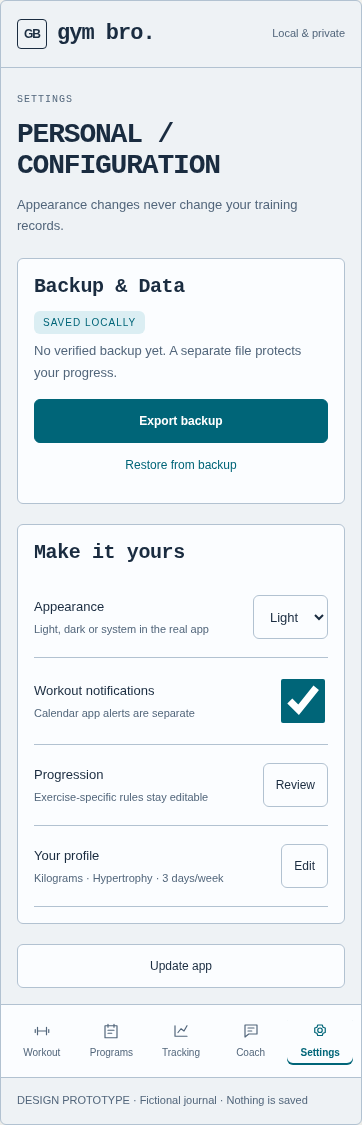 GB gym bro. Local & private
SETTINGS
PERSONAL /
CONFIGURATION
Appearance changes never change your training
records.
Backup & Data
SAVED LOCALLY
No verified backup yet. A separate file protects
your progress.
Export backup
Restore from backup
Make it yours
Appearance
Light, dark or system in the real app
Light
Workout notifications
Calendar app alerts are separate
Progression
Exercise-specific rules stay editable
Review
Your profile
Kilograms · Hypertrophy · 3 days/week
Edit
Update app
Workout Programs Tracking Coach Settings
DESIGN PROTOTYPE · Fictional journal · Nothing is saved